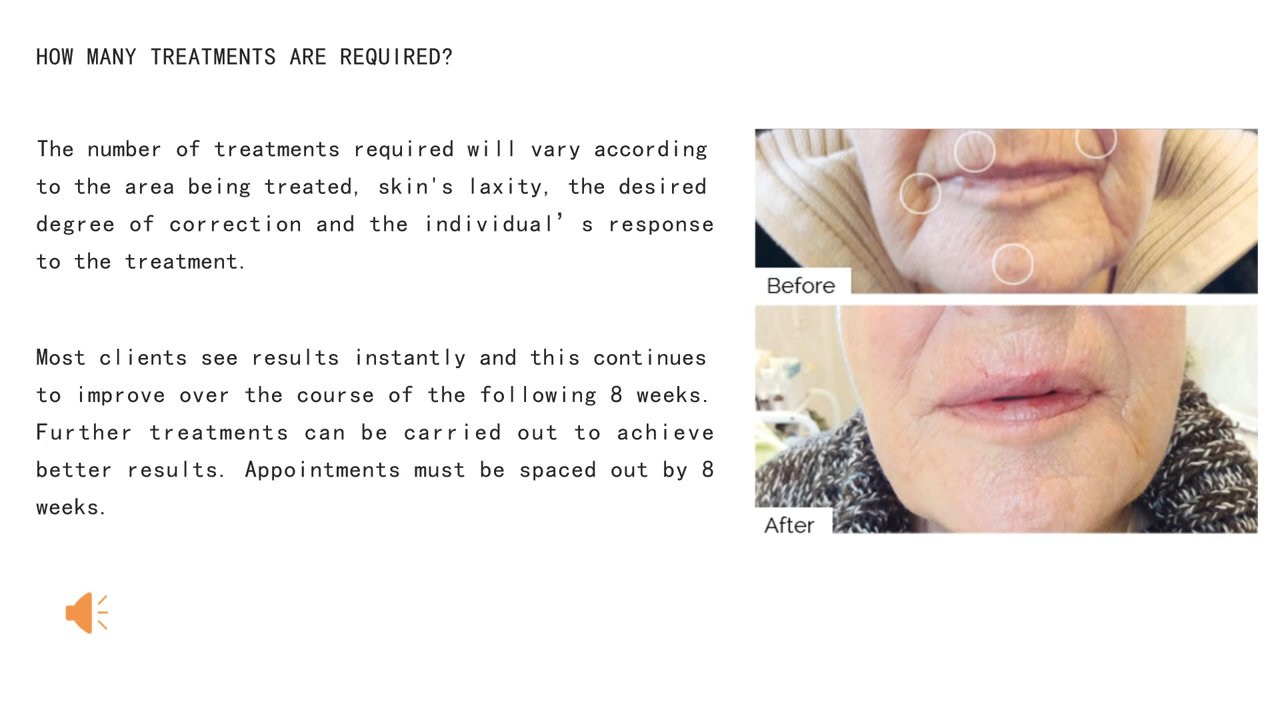 HOW MANY TREATMENTS ARE REQUIRED?
The number of treatments required will vary according
to the area being treated, skin's laxity, the desired
degree of correction and the individual’s response
to the treatment.
Most clients see results instantly and this continues
to improve over the course of the following 8 weeks.
Further treatments can be carried out to achieve
better results. Appointments must be spaced out by 8
weeks.
Before
After